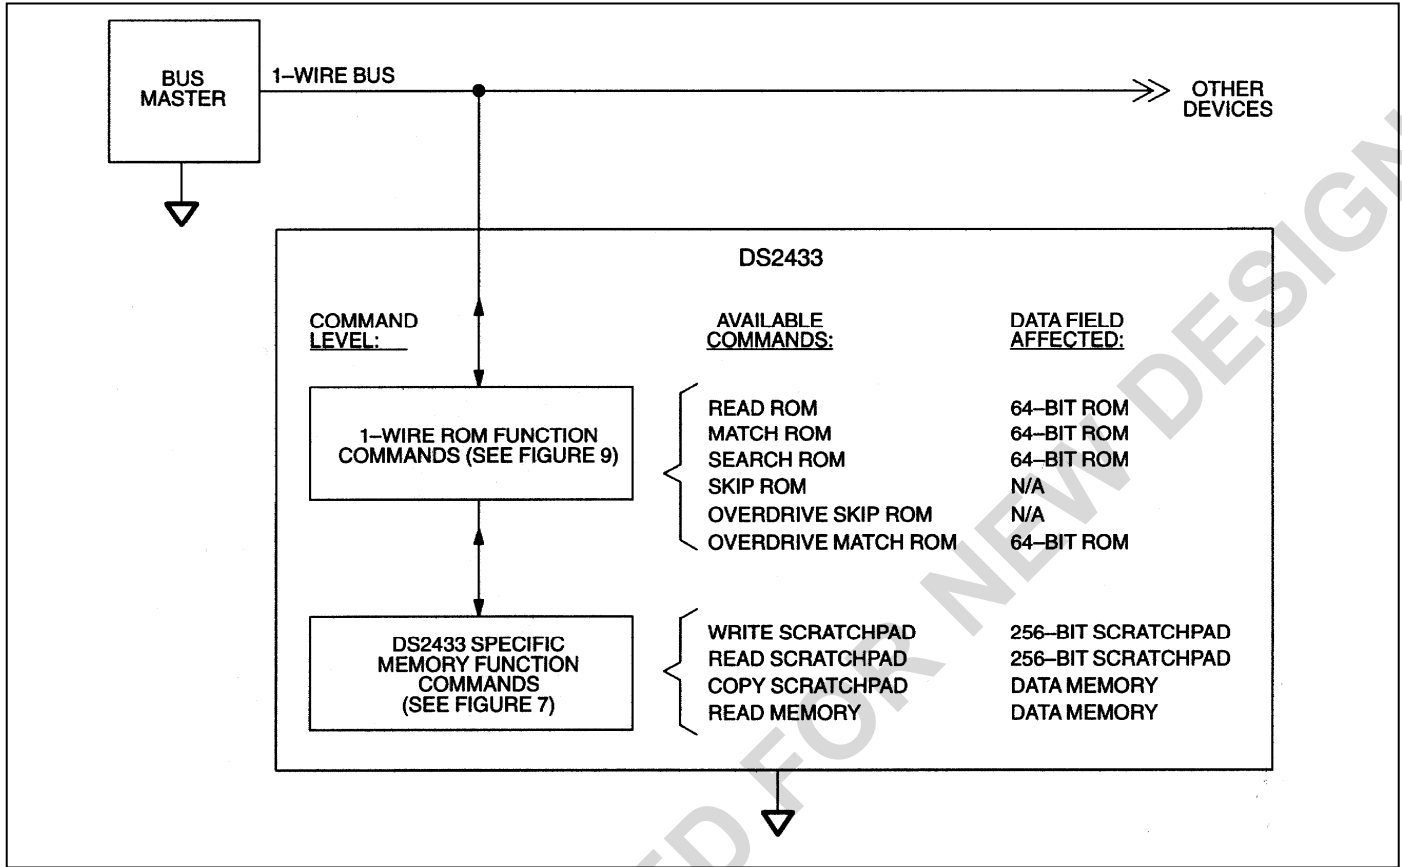 BUS
MASTER
1–WIRE BUS
OTHER
DEVICES
DS2433
COMMAND
LEVEL:
AVAILABLE
COMMANDS:
DATA FIELD
AFFECTED:
1–WIRE ROM FUNCTION
COMMANDS (SEE FIGURE 9)
READ ROM 64–BIT ROM
MATCH ROM 64–BIT ROM
SEARCH ROM 64–BIT ROM
SKIP ROM N/A
OVERDRIVE SKIP ROM N/A
OVERDRIVE MATCH ROM 64–BIT ROM
DS2433 SPECIFIC
MEMORY FUNCTION
COMMANDS
(SEE FIGURE 7)
WRITE SCRATCHPAD 256–BIT SCRATCHPAD
READ SCRATCHPAD 256–BIT SCRATCHPAD
COPY SCRATCHPAD DATA MEMORY
READ MEMORY DATA MEMORY
FOR NEW DESIGN